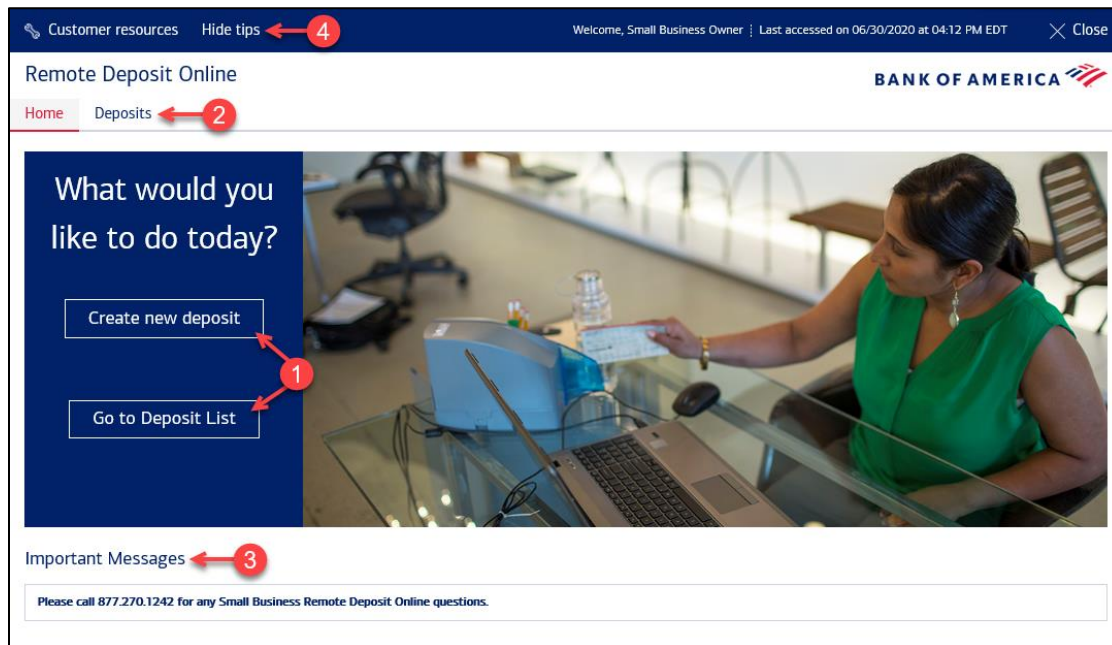 Customer resources Hide tips 4 Welcome, Small Business Owner Last accessed on 06/30/2020 at 04:12 PM EDT Close
Remote Deposit Online
BANK OF AMERICA
Home Deposits 2
What would you
like to do today?
Create new deposit
1
Go to Deposit List
Important Messages 3
Please call 877.270.1242 for any Small Business Remote Deposit Online questions.